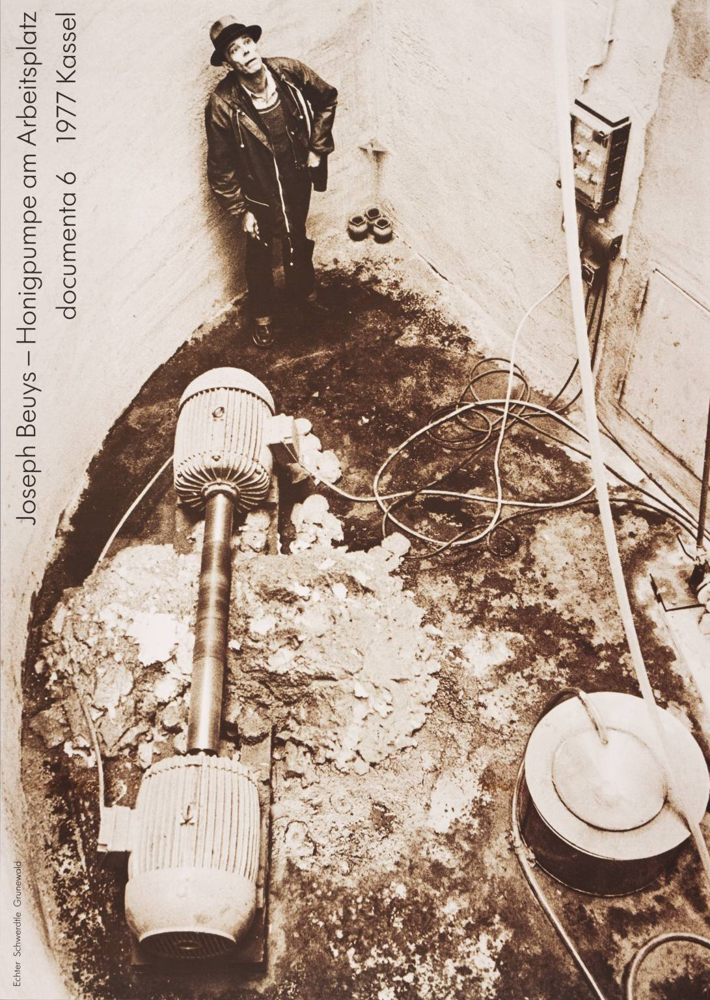 Joseph Beuys – Honigpumpe am Arbeitsplatz
documenta 6 1977 Kassel
Echter Schwerdtle Grunewald